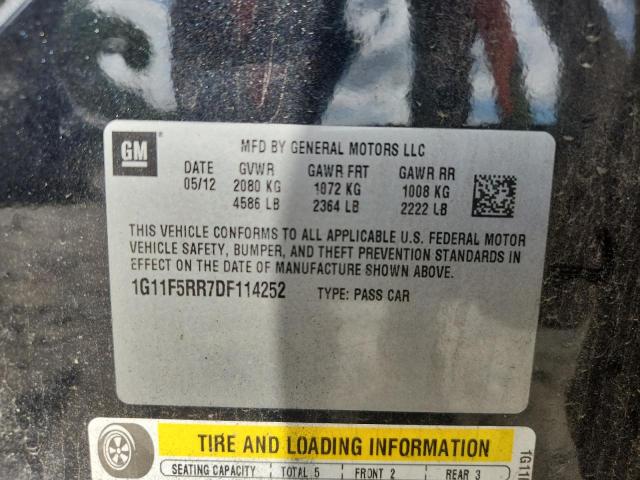 GM
MFD BY GENERAL MOTORS LLC
DATE GVWR GAWR FRT GAWR RR
05/12 2080 KG 1072 KG 1008 KG
4586 LB 2364 LB 2222 LB
THIS VEHICLE CONFORMS TO ALL APPLICABLE U.S. FEDERAL MOTOR
VEHICLE SAFETY, BUMPER, AND THEFT PREVENTION STANDARDS IN
EFFECT ON THE DATE OF MANUFACTURE SHOWN ABOVE.
1G11F5RR7DF114252 TYPE: PASS CAR
TIRE AND LOADING INFORMATION
SEATING CAPACITY TOTAL 5 FRONT 2 REAR 3
1G11